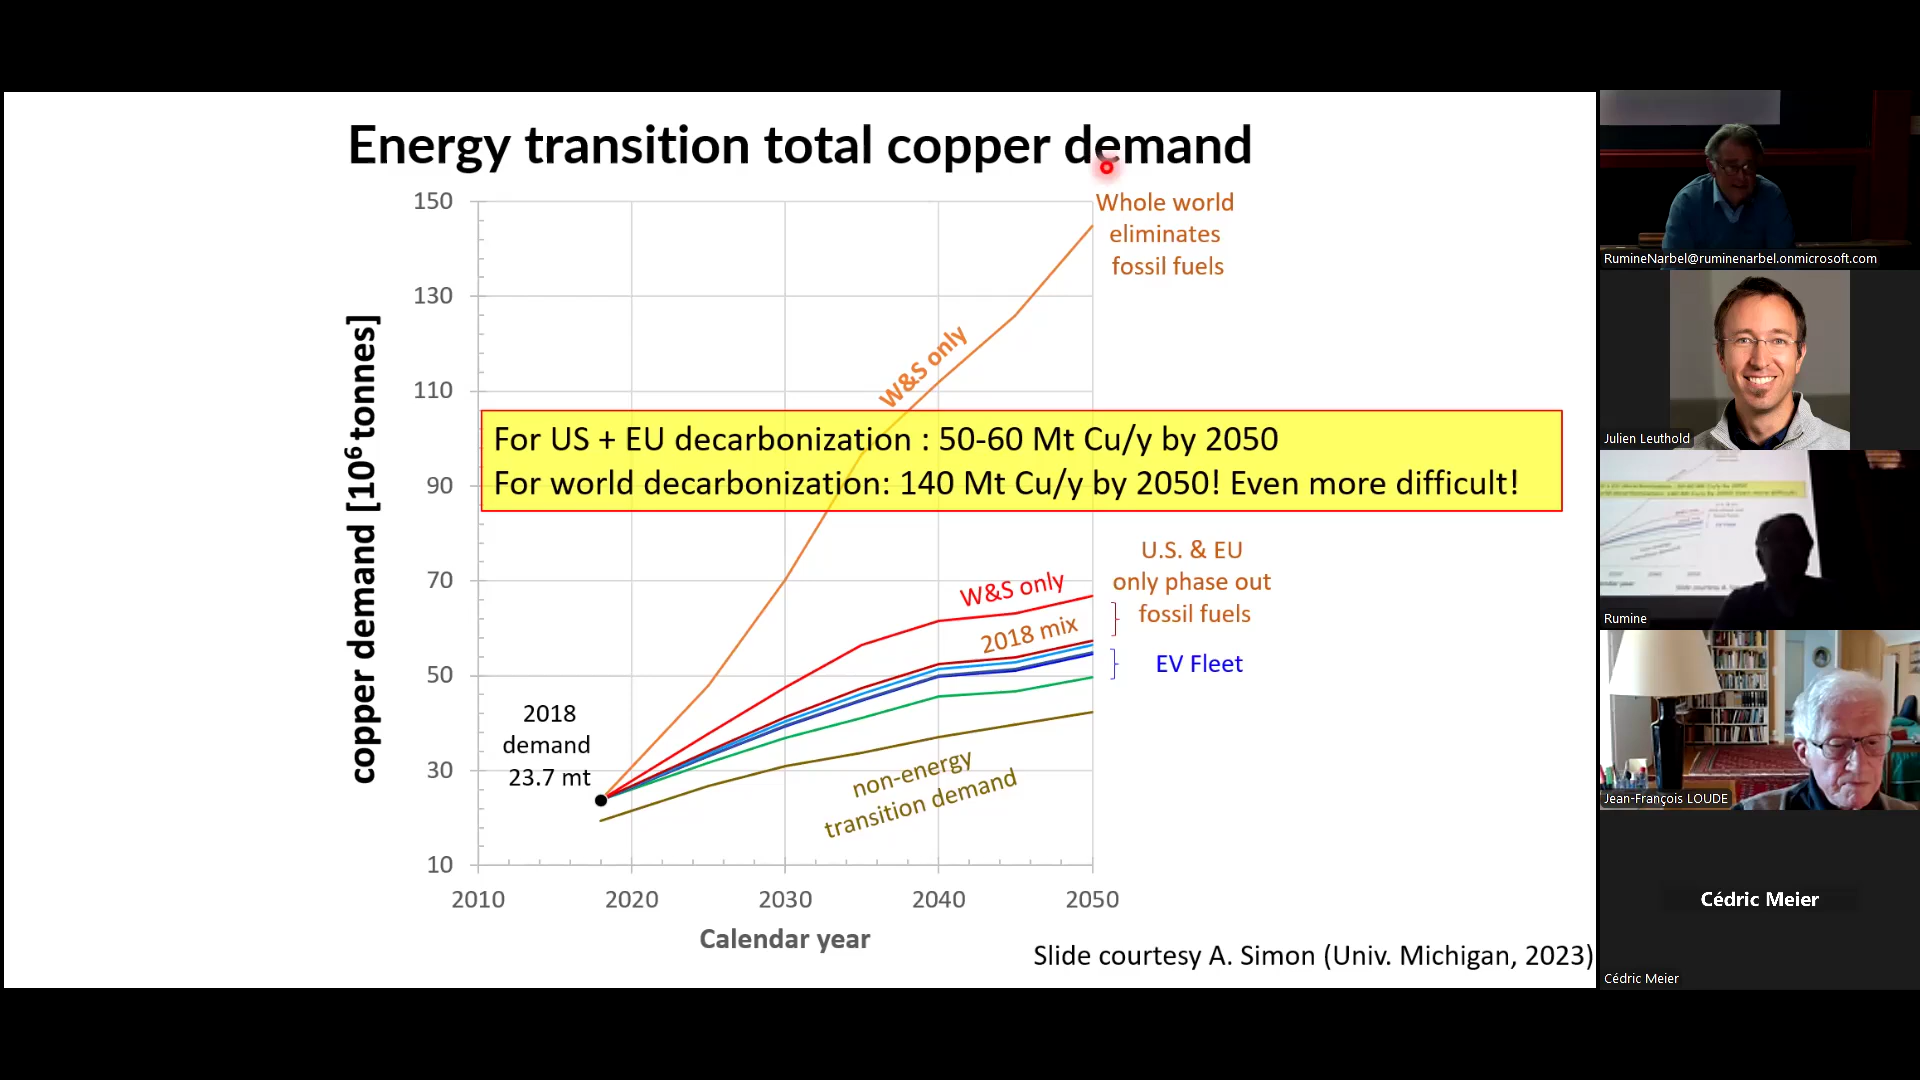 Energy transition total copper demand
150
130
110
90
70
50
30
10
copper demand [10⁶ tonnes]
2010
2020
2030
2040
2050
Calendar year
Whole world
eliminates
fossil fuels
W&S only
For US + EU decarbonization : 50-60 Mt Cu/y by 2050
For world decarbonization: 140 Mt Cu/y by 2050! Even more difficult!
U.S. & EU
only phase out
fossil fuels
W&S only
2018 mix
EV Fleet
2018
demand
23.7 mt
non-energy
transition demand
Slide courtesy A. Simon (Univ. Michigan, 2023)
RumineNarbel@ruminenarbel.onmicrosoft.com
Julien Leuthold
Rumine
Jean-François LOUDE
Cédric Meier
Cédric Meier